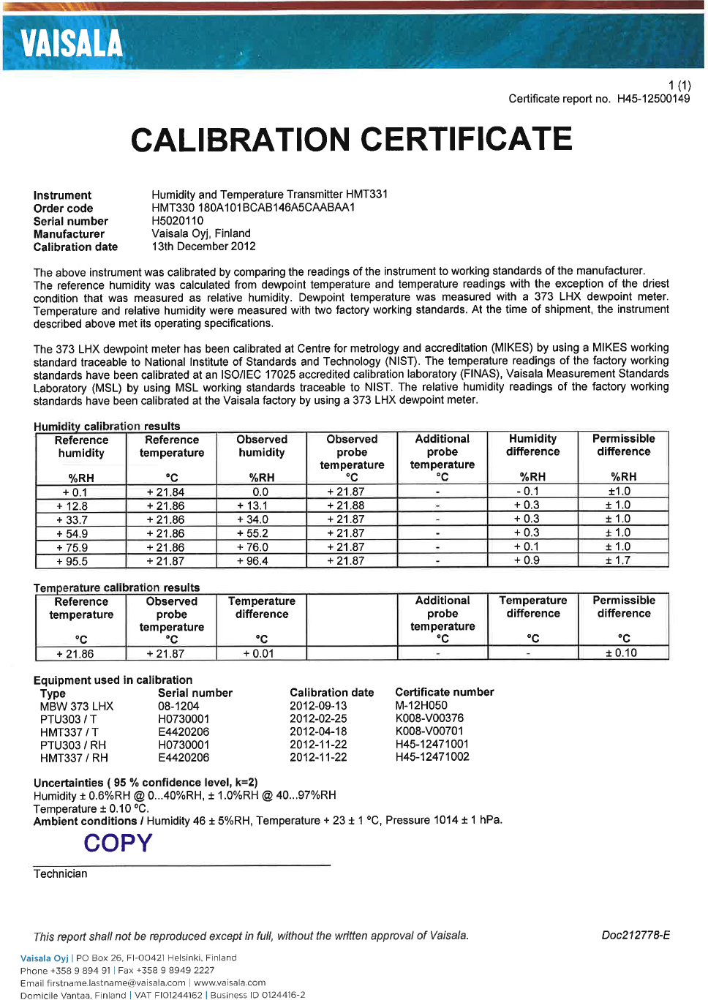 VAISALA
1 (1)
Certificate report no. H45-12500149
CALIBRATION CERTIFICATE
Instrument Humidity and Temperature Transmitter HMT331
Order code HMT330 180A101BCAB146A5CAABAA1
Serial number H5020110
Manufacturer Vaisala Oyj, Finland
Calibration date 13th December 2012
The above instrument was calibrated by comparing the readings of the instrument to working standards of the manufacturer.
The reference humidity was calculated from dewpoint temperature and temperature readings with the exception of the driest
condition that was measured as relative humidity. Dewpoint temperature was measured with a 373 LHX dewpoint meter.
Temperature and relative humidity were measured with two factory working standards. At the time of shipment, the instrument
described above met its operating specifications.
The 373 LHX dewpoint meter has been calibrated at Centre for metrology and accreditation (MIKES) by using a MIKES working
standard traceable to National Institute of Standards and Technology (NIST). The temperature readings of the factory working
standards have been calibrated at an ISO/IEC 17025 accredited calibration laboratory (FINAS), Vaisala Measurement Standards
Laboratory (MSL) by using MSL working standards traceable to NIST. The relative humidity readings of the factory working
standards have been calibrated at the Vaisala factory by using a 373 LHX dewpoint meter.
Humidity calibration results
Reference Reference Observed Observed Additional Humidity Permissible
humidity temperature humidity probe probe difference difference
temperature temperature
%RH °C %RH °C °C %RH %RH
+ 0.1 + 21.84 0.0 + 21.87 - - 0.1 ±1.0
+ 12.8 + 21.86 + 13.1 + 21.88 - + 0.3 ± 1.0
+ 33.7 + 21.86 + 34.0 + 21.87 - + 0.3 ± 1.0
+ 54.9 + 21.86 + 55.2 + 21.87 - + 0.3 ± 1.0
+ 75.9 + 21.86 + 76.0 + 21.87 - + 0.1 ± 1.0
+ 95.5 + 21.87 + 96.4 + 21.87 - + 0.9 ± 1.7
Temperature calibration results
Reference Observed Temperature Additional Temperature Permissible
temperature probe difference probe difference difference
temperature temperature
°C °C °C °C °C °C
+ 21.86 + 21.87 + 0.01 - - ± 0.10
Equipment used in calibration
Type Serial number Calibration date Certificate number
MBW 373 LHX 08-1204 2012-09-13 M-12H050
PTU303 / T H0730001 2012-02-25 K008-V00376
HMT337 / T E4420206 2012-04-18 K008-V00701
PTU303 / RH H0730001 2012-11-22 H45-12471001
HMT337 / RH E4420206 2012-11-22 H45-12471002
Uncertainties ( 95 % confidence level, k=2)
Humidity ± 0.6%RH @ 0...40%RH, ± 1.0%RH @ 40...97%RH
Temperature ± 0.10 °C.
Ambient conditions / Humidity 46 ± 5%RH, Temperature + 23 ± 1 °C, Pressure 1014 ± 1 hPa.
COPY
Technician
This report shall not be reproduced except in full, without the written approval of Vaisala. Doc212778-E
Vaisala Oyj | PO Box 26, FI-00421 Helsinki, Finland
Phone +358 9 894 91 | Fax +358 9 8949 2227
Email firstname.lastname@vaisala.com | www.vaisala.com
Domicile Vantaa, Finland | VAT FI01244162 | Business ID 0124416-2